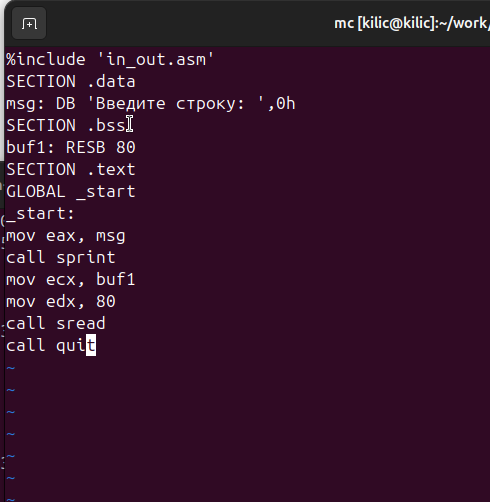 mc [kilic@kilic]:~/work/
%include 'in_out.asm'
SECTION .data
msg: DB 'Введите строку: ',0h
SECTION .bss
buf1: RESB 80
SECTION .text
GLOBAL _start
_start:
mov eax, msg
call sprint
mov ecx, buf1
mov edx, 80
call sread
call quit
~
~
~
~
~
~